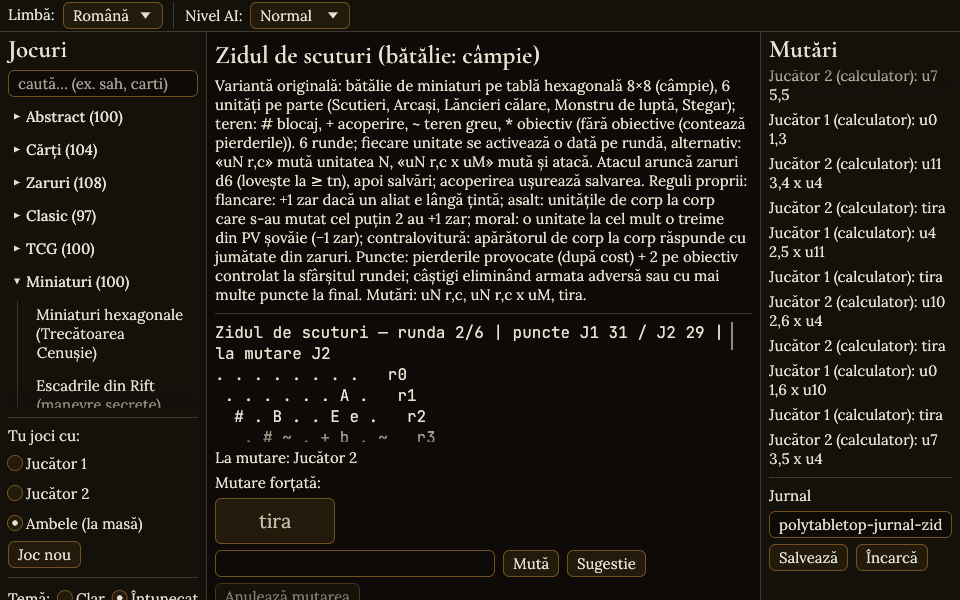 Limbă: Română ▼ Nivel AI: Normal ▼
Jocuri
caută... (ex. sah, carti)
▸ Abstract (100)
▸ Cărți (104)
▸ Zaruri (108)
▸ Clasic (97)
▸ TCG (100)
▾ Miniaturi (100)
Miniaturi hexagonale
(Trecătoarea
Cenușie)
Escadrile din Rift
(manevre secrete)
Tu joci cu:
Jucător 1
Jucător 2
Ambele (la masă)
Joc nou
Temă: Clar Întunecat
Zidul de scuturi (bătălie: câmpie)
Variantă originală: bătălie de miniaturi pe tablă hexagonală 8×8 (câmpie), 6
unități pe parte (Scutieri, Arcași, Lăncieri călare, Monstru de luptă, Stegar);
teren: # blocaj, + acoperire, ~ teren greu, * obiectiv (fără obiective (contează
pierderile)). 6 runde; fiecare unitate se activează o dată pe rundă, alternativ:
«uN r,c» mută unitatea N, «uN r,c x uM» mută și atacă. Atacul aruncă zaruri
d6 (lovește la ≥ tn), apoi salvări; acoperirea ușurează salvarea. Reguli proprii:
flancare: +1 zar dacă un aliat e lângă țintă; asalt: unitățile de corp la corp
care s-au mutat cel puțin 2 au +1 zar; moral: o unitate la cel mult o treime
din PV șovăie (−1 zar); contralovitură: apărătorul de corp la corp răspunde cu
jumătate din zaruri. Puncte: pierderile provocate (după cost) + 2 pe obiectiv
controlat la sfârșitul rundei; câștigi eliminând armata adversă sau cu mai
multe puncte la final. Mutări: uN r,c, uN r,c x uM, tira.
Zidul de scuturi — runda 2/6 | puncte J1 31 / J2 29 |
la mutare J2
. . . . . . . . r0
. . . . . . A . r1
# . B . . E e . r2
. # ~ . + b . ~ r3
La mutare: Jucător 2
Mutare forțată:
tira
Mută Sugestie
Anulează mutarea
Mutări
Jucător 2 (calculator): u7
5,5
Jucător 1 (calculator): u0
1,3
Jucător 2 (calculator): u11
3,4 x u4
Jucător 2 (calculator): tira
Jucător 1 (calculator): u4
2,5 x u11
Jucător 1 (calculator): tira
Jucător 2 (calculator): u10
2,6 x u4
Jucător 2 (calculator): tira
Jucător 1 (calculator): u0
1,6 x u10
Jucător 1 (calculator): tira
Jucător 2 (calculator): u7
3,5 x u4
Jurnal
polytabletop-jurnal-zid
Salvează Încarcă